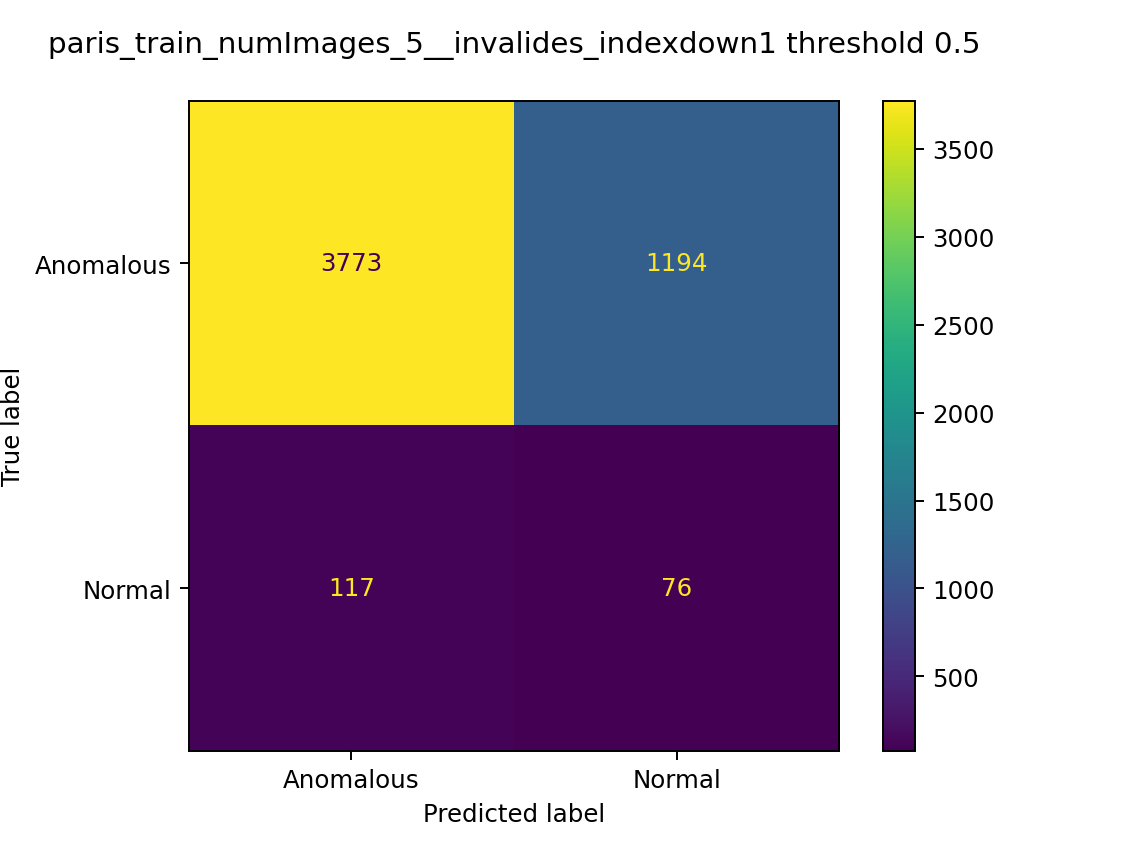 paris_train_numImages_5__invalides_indexdown1 threshold 0.5
3773
1194
117
76
Anomalous
Normal
True label
Anomalous
Normal
Predicted label
3500
3000
2500
2000
1500
1000
500